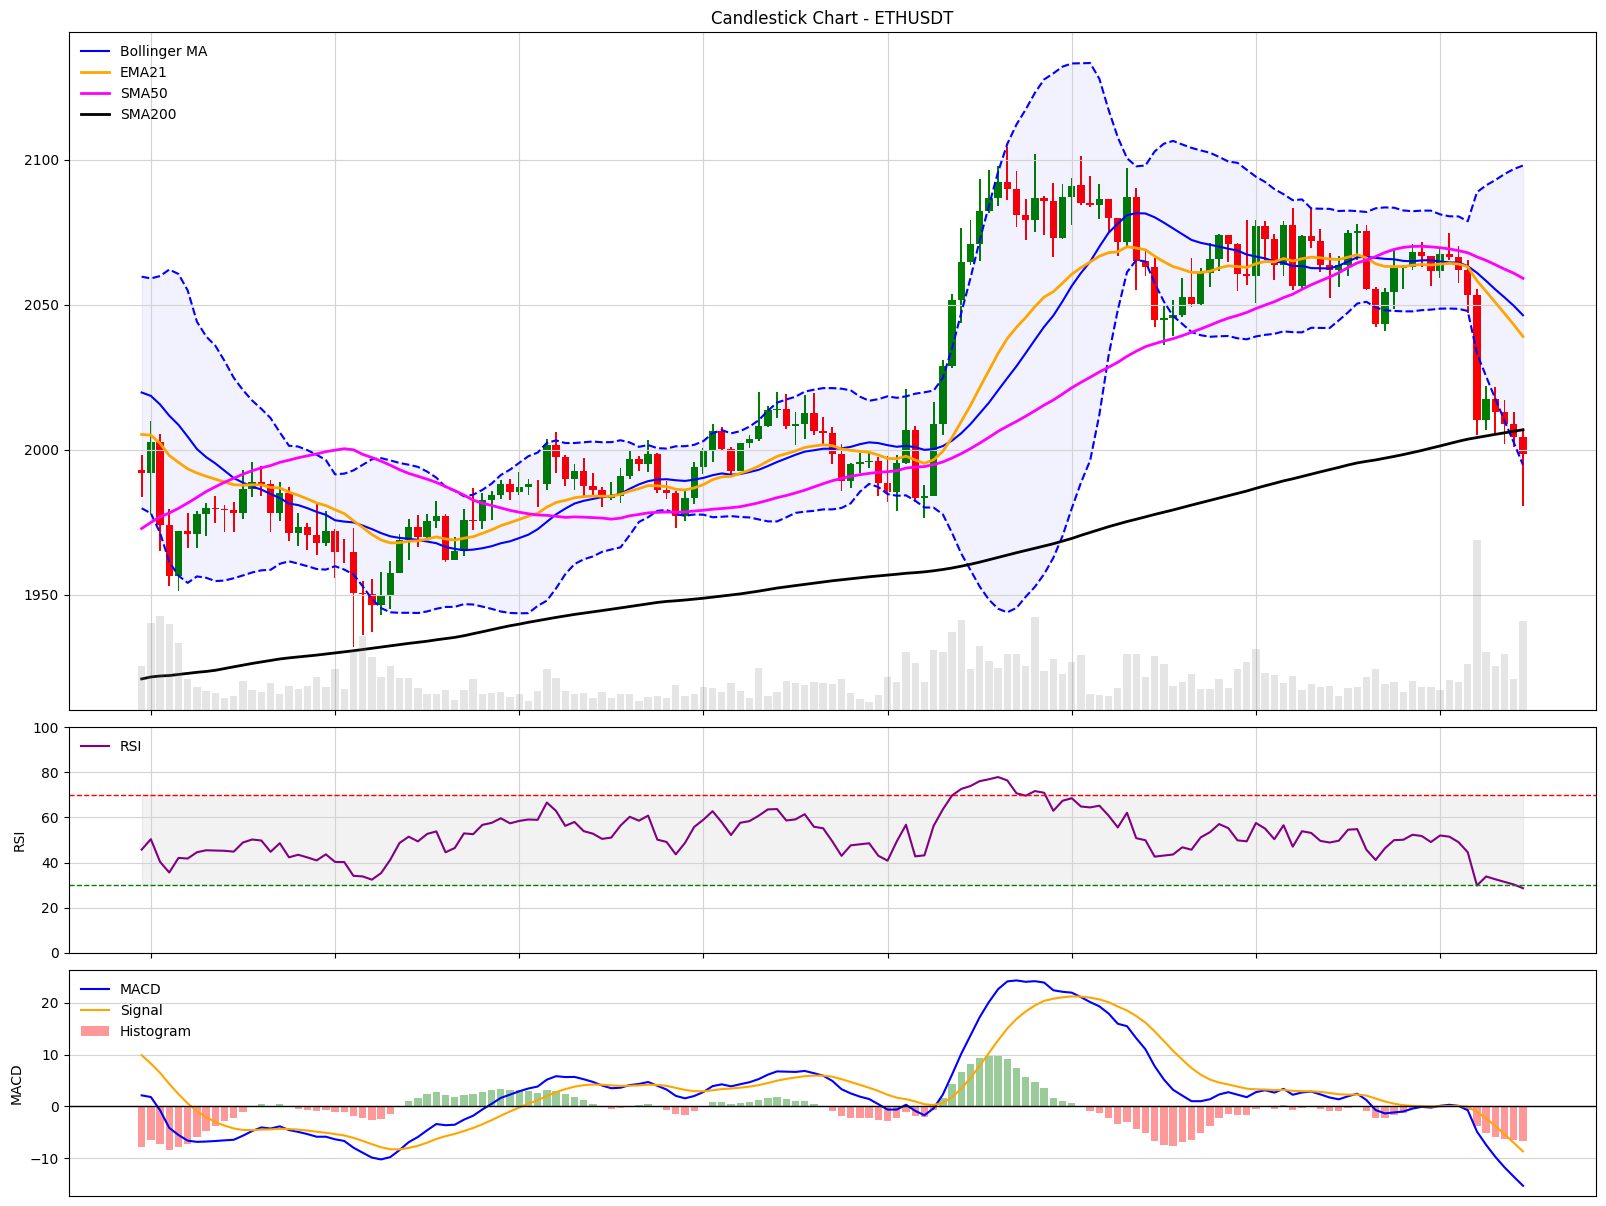 Candlestick Chart - ETHUSDT
Bollinger MA
EMA21
SMA50
SMA200
2100
2050
2000
1950
RSI
100
80
60
40
20
0
RSI
MACD
Signal
Histogram
20
10
0
−10
MACD